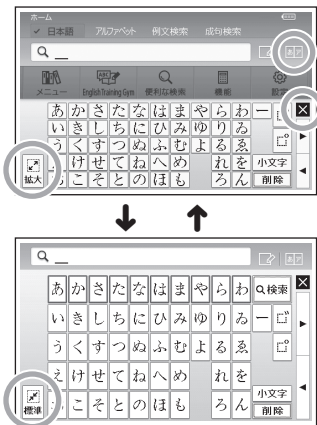 ホーム
✓ 日本語 アルファベット 例文検索 成句検索
__ あア
メニュー English Training Gym 便利な検索 機能 設定
あ か さ た な は ま や ら わ ー ゛ ×
い き し ち に ひ み ゆ り ゐ
う く す つ ぬ ふ む よ る ゑ ゜
け せ て ね へ め れ を 小文字
拡大
こ そ と の ほ も ろ ん 削除
__ あア
あ か さ た な は ま や ら わ 検索 ×
い き し ち に ひ み ゆ り ゐ ー ゛
う く す つ ぬ ふ む よ る ゑ ゜
え け せ て ね へ め れ を
標準 こ そ と の ほ も ろ ん 小文字
削除